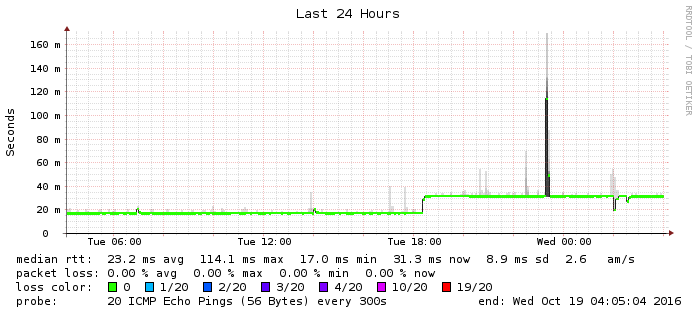 Last 24 Hours
RRDTOOL / TOBI OETIKER
Seconds
160 m
140 m
120 m
100 m
80 m
60 m
40 m
20 m
0
Tue 06:00 Tue 12:00 Tue 18:00 Wed 00:00
median rtt: 23.2 ms avg 114.1 ms max 17.0 ms min 31.3 ms now 8.9 ms sd 2.6 am/s
packet loss: 0.00 % avg 0.00 % max 0.00 % min 0.00 % now
loss color: 0 1/20 2/20 3/20 4/20 10/20 19/20
probe: 20 ICMP Echo Pings (56 Bytes) every 300s end: Wed Oct 19 04:05:04 2016